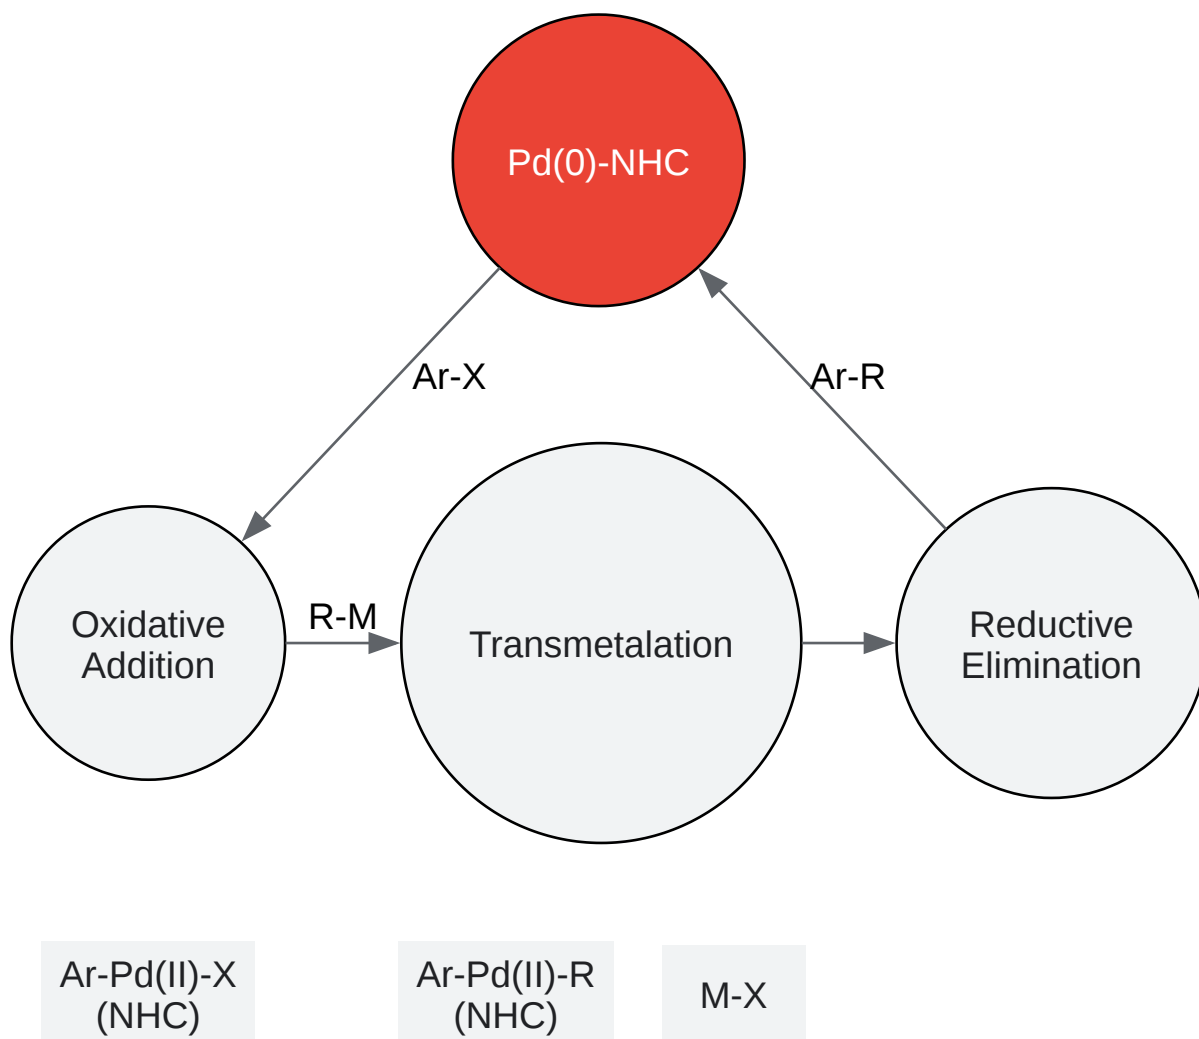 Pd(0)-NHC
Ar-X
Ar-R
R-M
Oxidative
Addition
Transmetalation
Reductive
Elimination
Ar-Pd(II)-X
(NHC)
Ar-Pd(II)-R
(NHC)
M-X